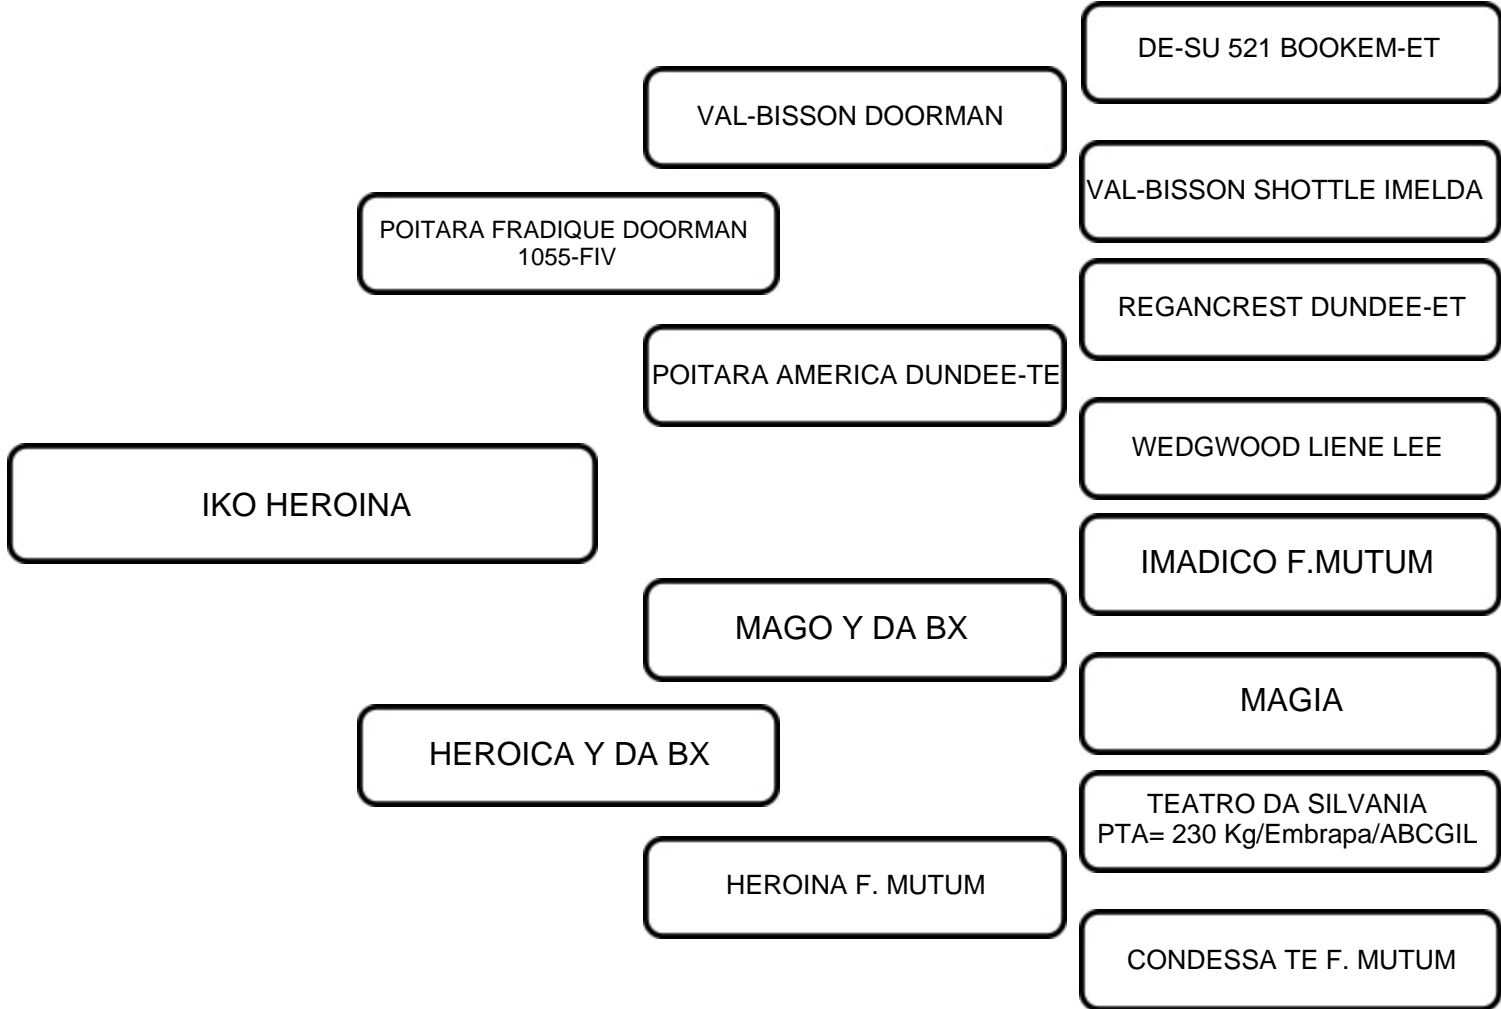 DE-SU 521 BOOKEM-ET
VAL-BISSON DOORMAN
VAL-BISSON SHOTTLE IMELDA
POITARA FRADIQUE DOORMAN
1055-FIV
REGANCREST DUNDEE-ET
POITARA AMERICA DUNDEE-TE
WEDGWOOD LIENE LEE
IKO HEROINA
IMADICO F.MUTUM
MAGO Y DA BX
MAGIA
HEROICA Y DA BX
TEATRO DA SILVANIA
PTA= 230 Kg/Embrapa/ABCGIL
HEROINA F. MUTUM
CONDESSA TE F. MUTUM